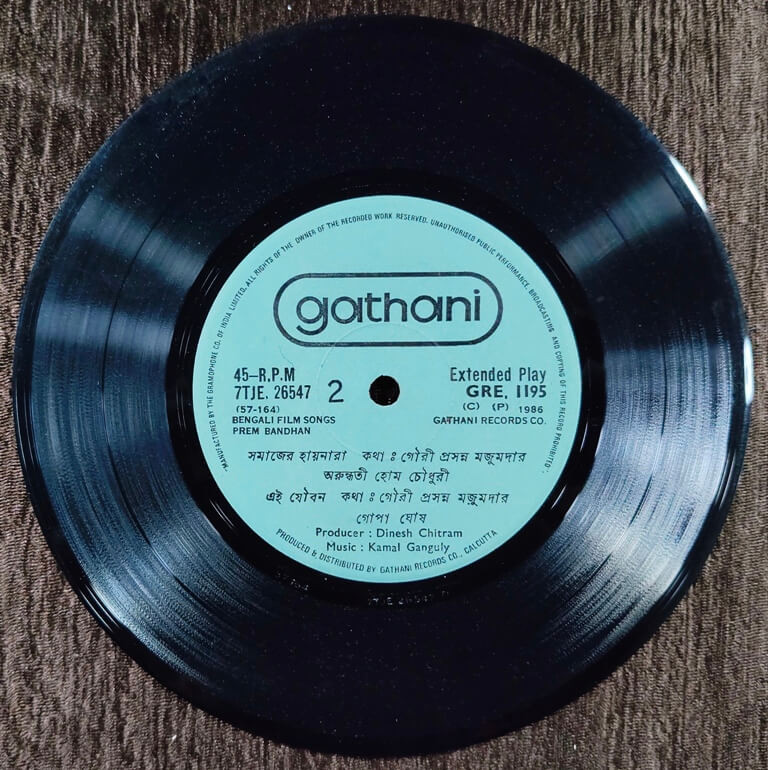 "MANUFACTURED BY THE GRAMOPHONE CO. OF INDIA LIMITED. ALL RIGHTS OF THE OWNER OF THE RECORDED WORK RESERVED. UNAUTHORISED PUBLIC PERFORMANCE, BROADCASTING AND COPYING OF THIS RECORD PROHIBITED"
gathani
45-R.P.M
7TJE. 26547 2
(57-164)
BENGALI FILM SONGS
PREM BANDHAN
Extended Play
GRE, 1195
(C) (P) 1986
GATHANI RECORDS CO.
সমাজের হায়নারা কথা : গৌরী প্রসন্ন মজুমদার
অরুন্ধতী হোম চৌধুরী
এই যৌবন কথা : গৌরী প্রসন্ন মজুমদার
গোপা ঘোষ
Producer : Dinesh Chitram
Music : Kamal Ganguly
PRODUCED & DISTRIBUTED BY GATHANI RECORDS CO., CALCUTTA